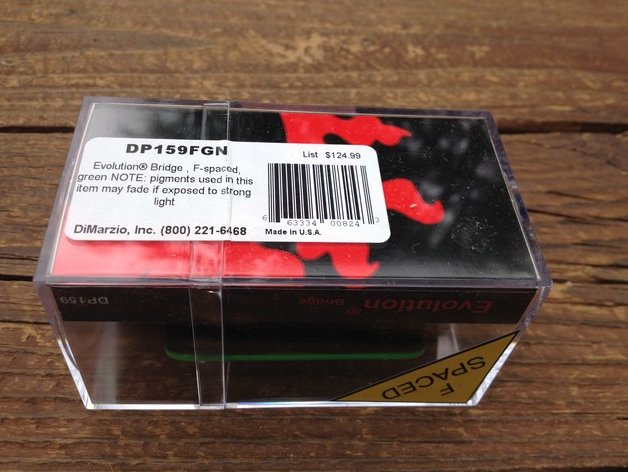 DP159FGN
List $124.99
Evolution® Bridge , F-spaced,
green NOTE: pigments used in this
item may fade if exposed to strong
light
6 63334 00824 3
DiMarzio, Inc. (800) 221-6468
Made in U.S.A.
DP159
Evolution® Bridge
F
SPACED